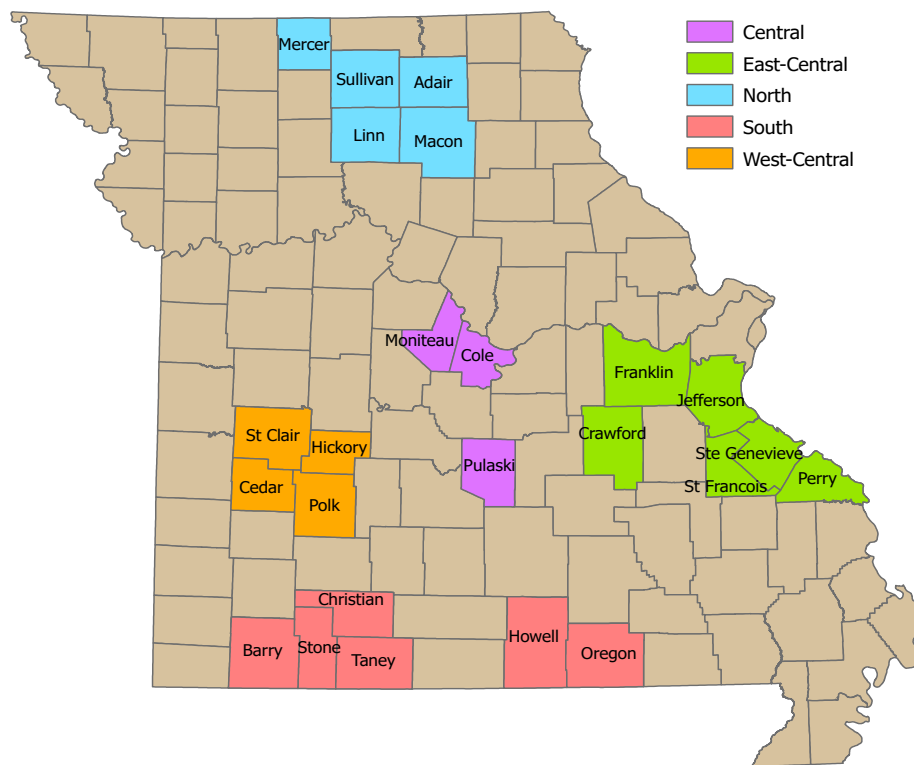 Central
East-Central
North
South
West-Central
Mercer
Sullivan
Adair
Linn
Macon
Moniteau
Cole
Franklin
Jefferson
St Clair
Hickory
Crawford
Ste Genevieve
Pulaski
Cedar
St Francois
Perry
Polk
Christian
Howell
Barry
Stone
Taney
Oregon